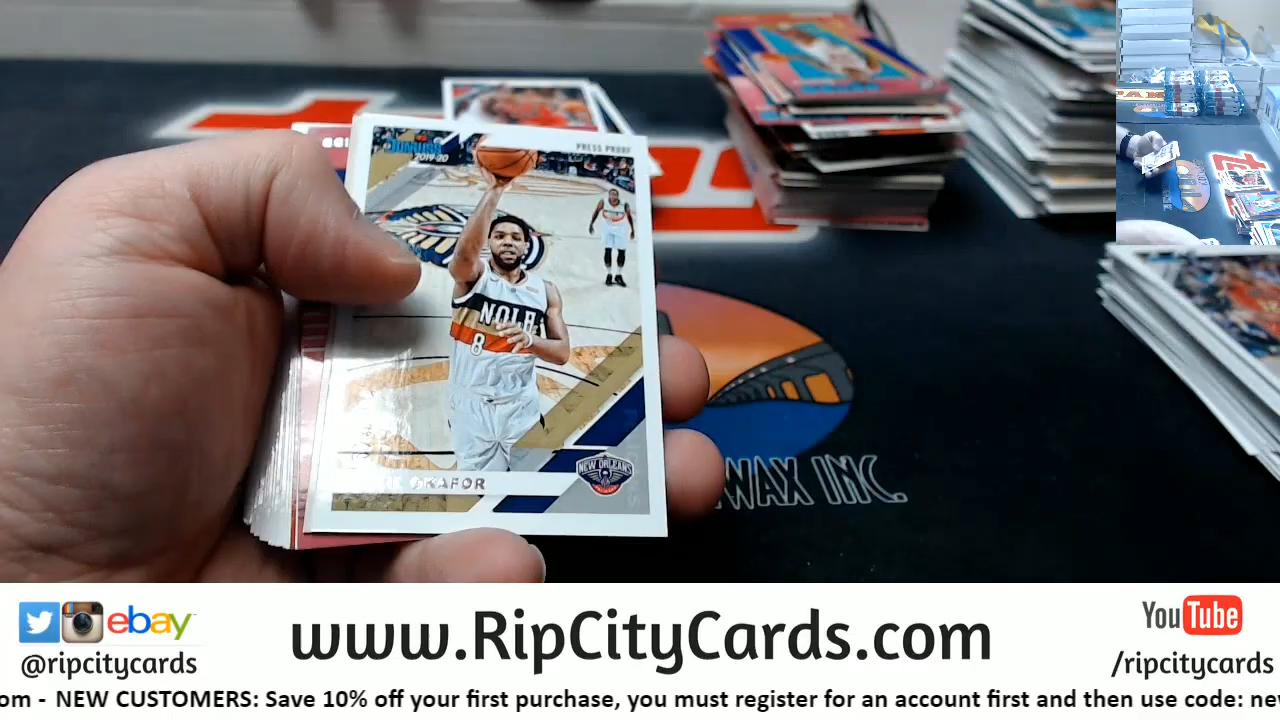 DONRUSS
2019-20
PRESS PROOF
NOLA
8
OKAFOR
NEW ORLEANS
WAX INC.
www.RipCityCards.com
ebay
@ripcitycards
YouTube
/ripcitycards
om - NEW CUSTOMERS: Save 10% off your first purchase, you must register for an account first and then use code: ne